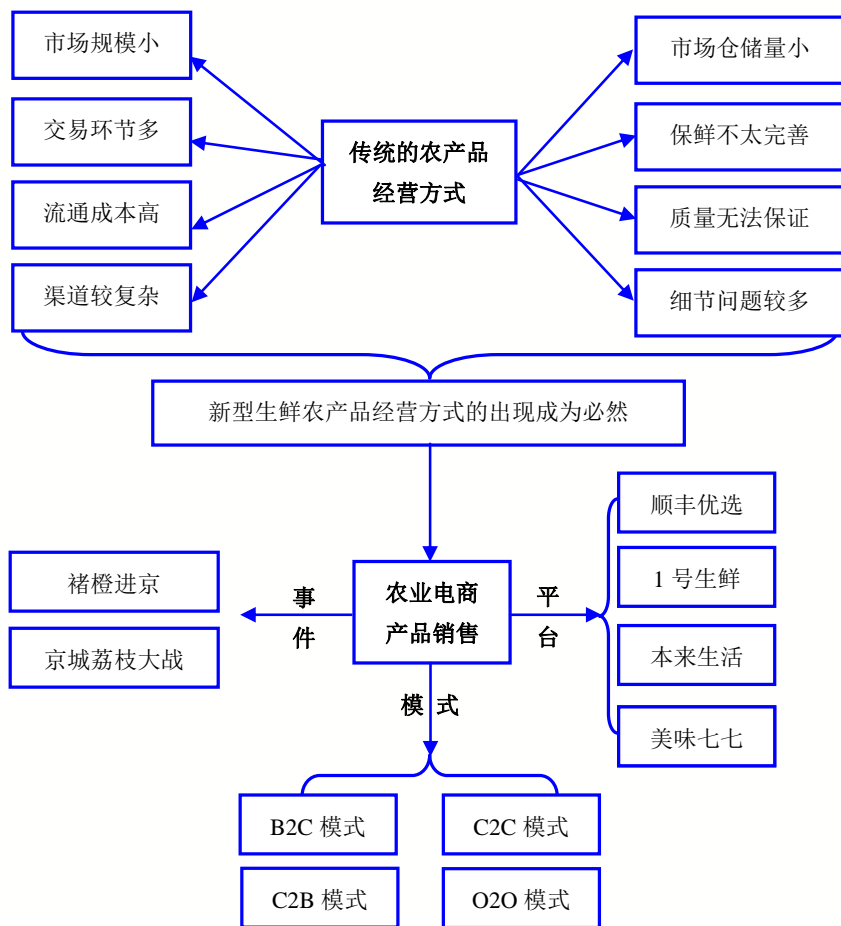 市场规模小
市场仓储量小
交易环节多
传统的农产品
经营方式
保鲜不太完善
流通成本高
质量无法保证
渠道较复杂
细节问题较多
新型生鲜农产品经营方式的出现成为必然
顺丰优选
褚橙进京
事
件
农业电商
产品销售
平
台
1 号生鲜
京城荔枝大战
本来生活
模 式
美味七七
B2C 模式
C2C 模式
C2B 模式
O2O 模式